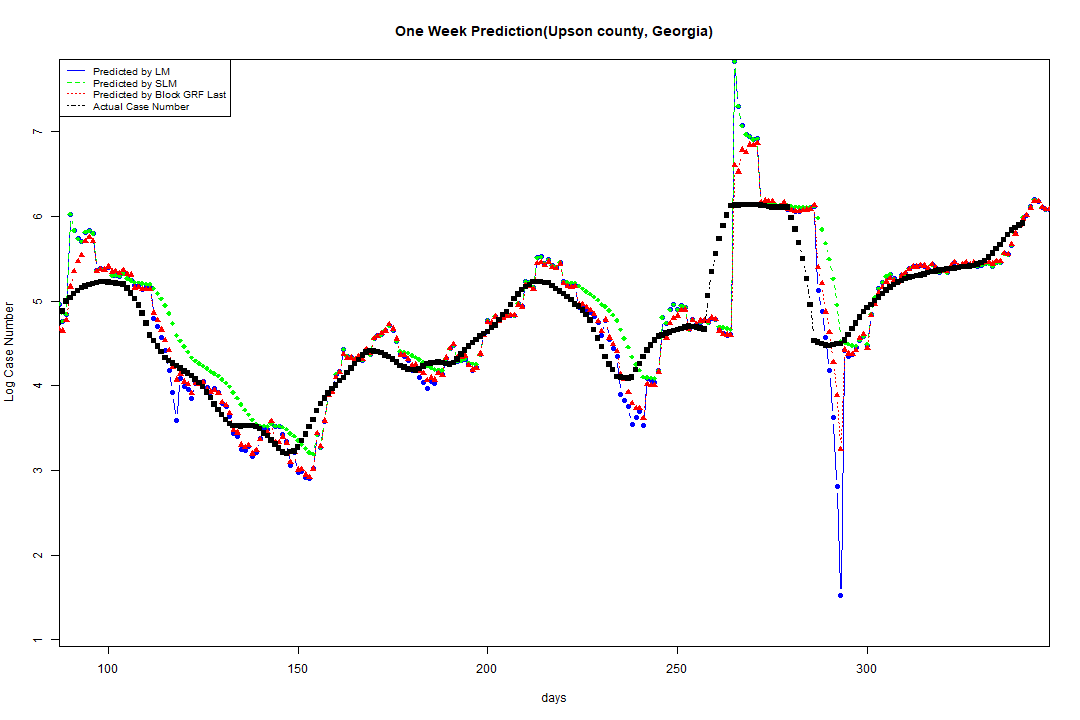 One Week Prediction(Upson county, Georgia)
Predicted by LM
Predicted by SLM
Predicted by Block GRF Last
Actual Case Number
Log Case Number
7
6
5
4
3
2
1
100 150 200 250 300
days